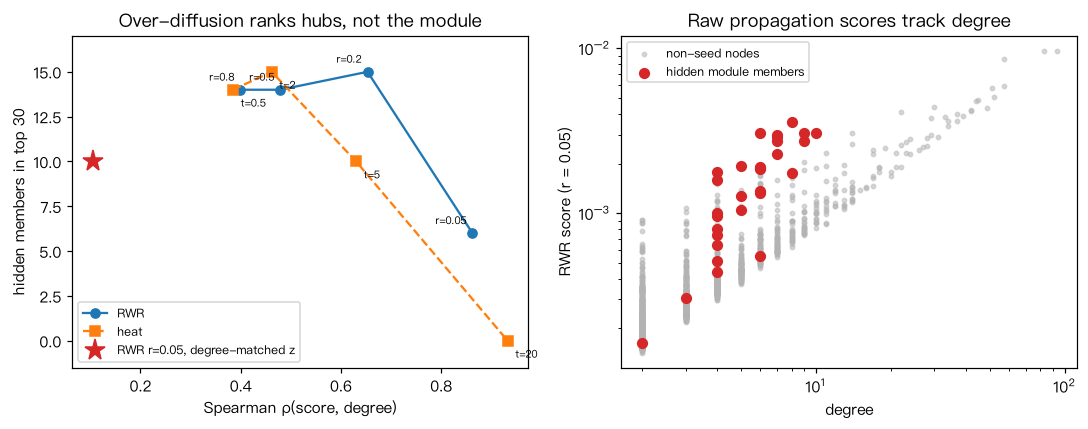 Over-diffusion ranks hubs, not the module
hidden members in top 30
15.0
12.5
10.0
7.5
5.0
2.5
0.0
r=0.8
r=0.5
t=2
t=0.5
r=0.2
t=5
r=0.05
t=20
RWR
heat
RWR r=0.05, degree-matched z
0.2
0.4
0.6
0.8
Spearman ρ(score, degree)
Raw propagation scores track degree
RWR score (r = 0.05)
10⁻²
10⁻³
non-seed nodes
hidden module members
10¹
10²
degree